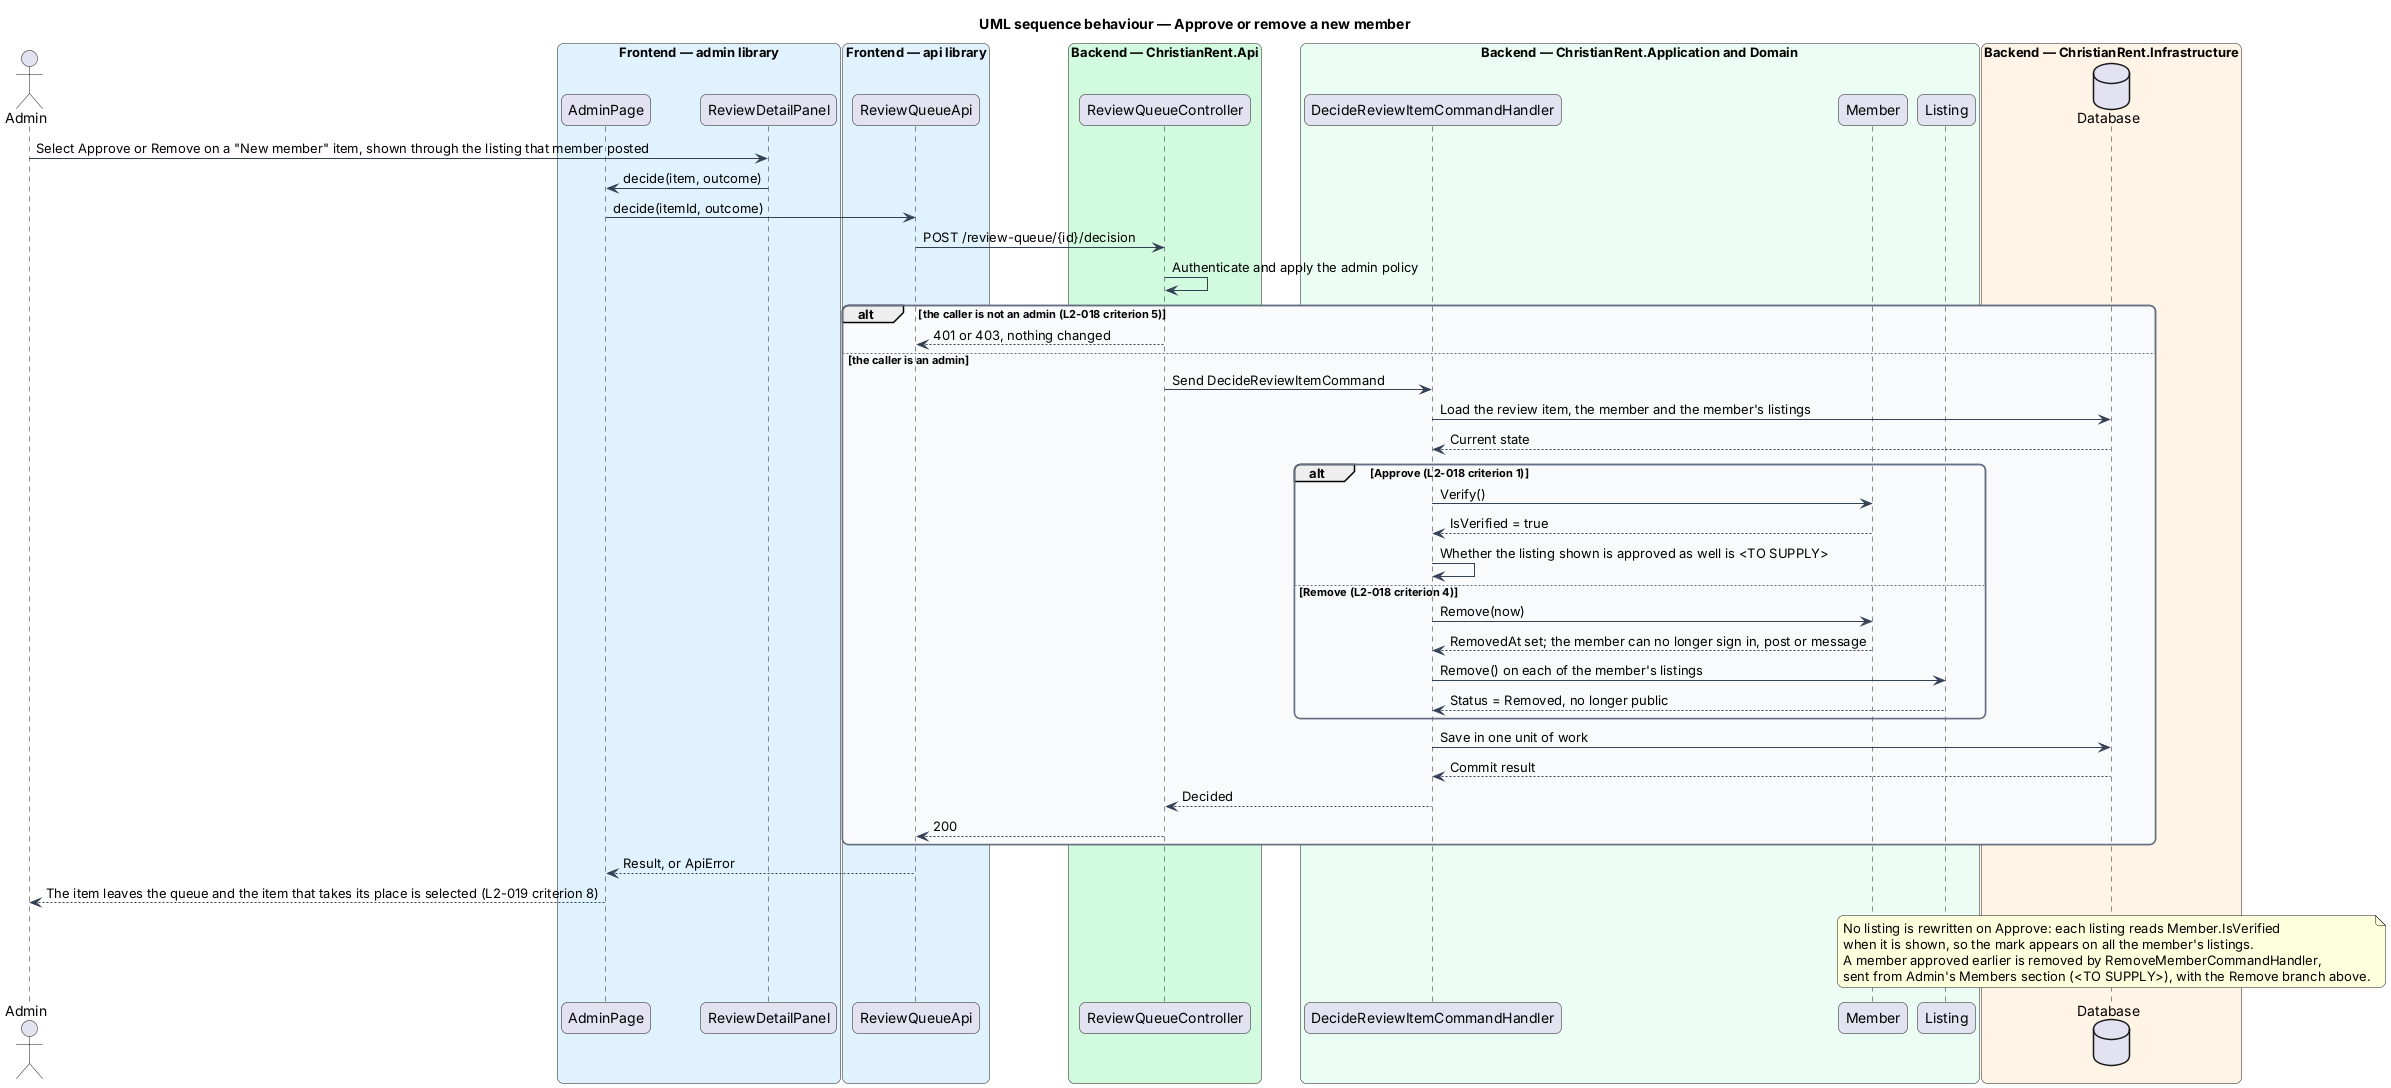 UML sequence behaviour — Approve or remove a new member
Frontend — admin library
Frontend — api library
Backend — ChristianRent.Api
Backend — ChristianRent.Application and Domain
Backend — ChristianRent.Infrastructure
Admin
AdminPage
ReviewDetailPanel
ReviewQueueApi
ReviewQueueController
DecideReviewItemCommandHandler
Member
Listing
Database
Select Approve or Remove on a "New member" item, shown through the listing that member posted
decide(item, outcome)
decide(itemId, outcome)
POST /review-queue/{id}/decision
Authenticate and apply the admin policy
alt
[the caller is not an admin (L2-018 criterion 5)]
401 or 403, nothing changed
[the caller is an admin]
Send DecideReviewItemCommand
Load the review item, the member and the member's listings
Current state
alt
[Approve (L2-018 criterion 1)]
Verify()
IsVerified = true
Whether the listing shown is approved as well is <TO SUPPLY>
[Remove (L2-018 criterion 4)]
Remove(now)
RemovedAt set; the member can no longer sign in, post or message
Remove() on each of the member's listings
Status = Removed, no longer public
Save in one unit of work
Commit result
Decided
200
Result, or ApiError
The item leaves the queue and the item that takes its place is selected (L2-019 criterion 8)
No listing is rewritten on Approve: each listing reads Member.IsVerified
when it is shown, so the mark appears on all the member's listings.
A member approved earlier is removed by RemoveMemberCommandHandler,
sent from Admin's Members section (<TO SUPPLY>), with the Remove branch above.
Admin
AdminPage
ReviewDetailPanel
ReviewQueueApi
ReviewQueueController
DecideReviewItemCommandHandler
Member
Listing
Database